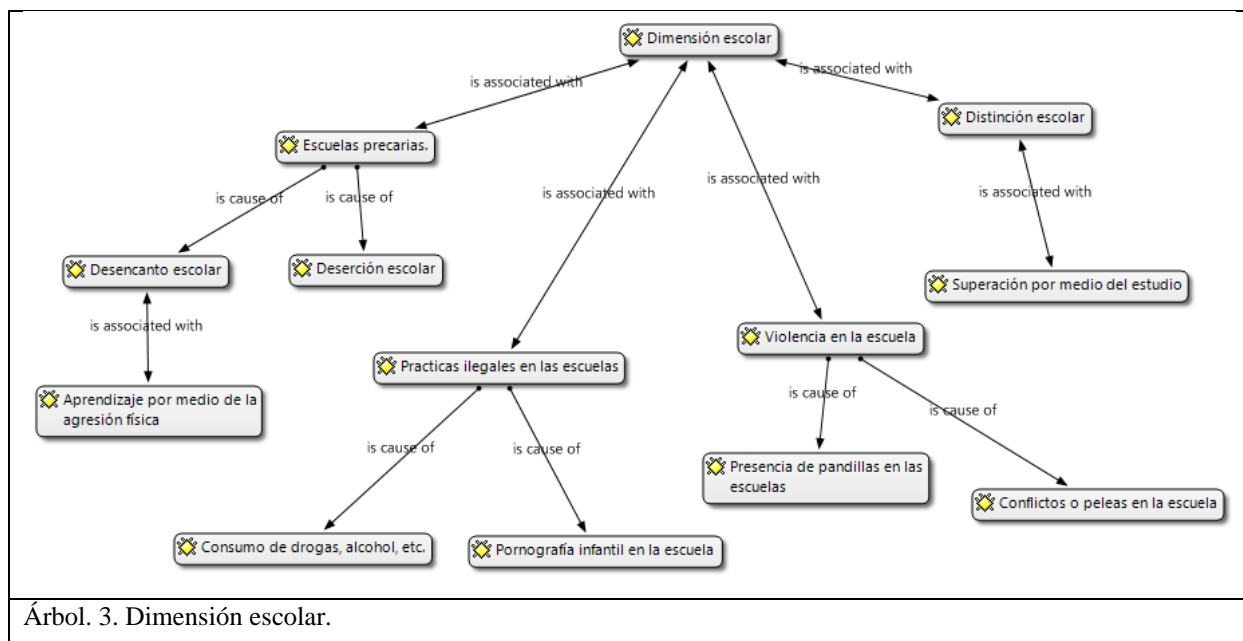 Dimensión escolar
is associated with
is associated with
Distinción escolar
Escuelas precarias.
is associated with
is associated with
is cause of
is cause of
is associated with
Desencanto escolar
Deserción escolar
Superación por medio del estudio
is associated with
Violencia en la escuela
Practicas ilegales en las escuelas
Aprendizaje por medio de la
agresión física
is cause of
is cause of
is cause of
is cause of
Presencia de pandillas en las
escuelas
Conflictos o peleas en la escuela
Consumo de drogas, alcohol, etc.
Pornografía infantil en la escuela
Árbol. 3. Dimensión escolar.